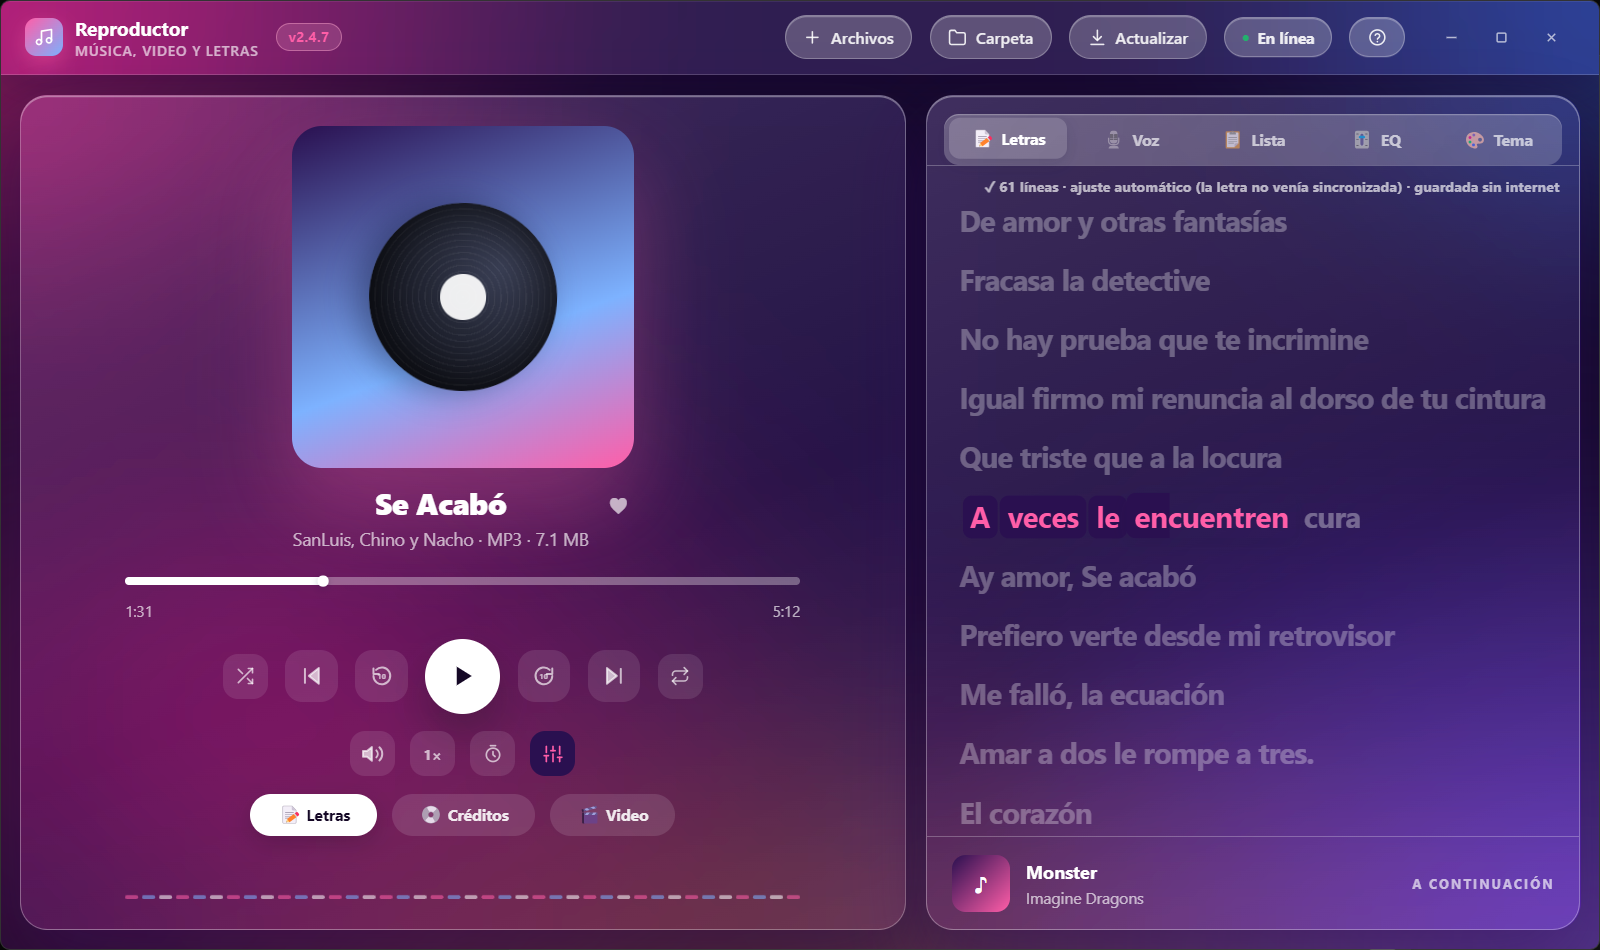 Reproductor
MÚSICA, VIDEO Y LETRAS
v2.4.7
Archivos
Carpeta
Actualizar
En línea
Se Acabó
SanLuis, Chino y Nacho · MP3 · 7.1 MB
1:31
5:12
10
10
1×
Letras
Créditos
Video
Letras
Voz
Lista
EQ
Tema
✓ 61 líneas · ajuste automático (la letra no venía sincronizada) · guardada sin internet
De amor y otras fantasías
Fracasa la detective
No hay prueba que te incrimine
Igual firmo mi renuncia al dorso de tu cintura
Que triste que a la locura
A veces le encuentren cura
Ay amor, Se acabó
Prefiero verte desde mi retrovisor
Me falló, la ecuación
Amar a dos le rompe a tres.
El corazón
Monster
Imagine Dragons
A CONTINUACIÓN